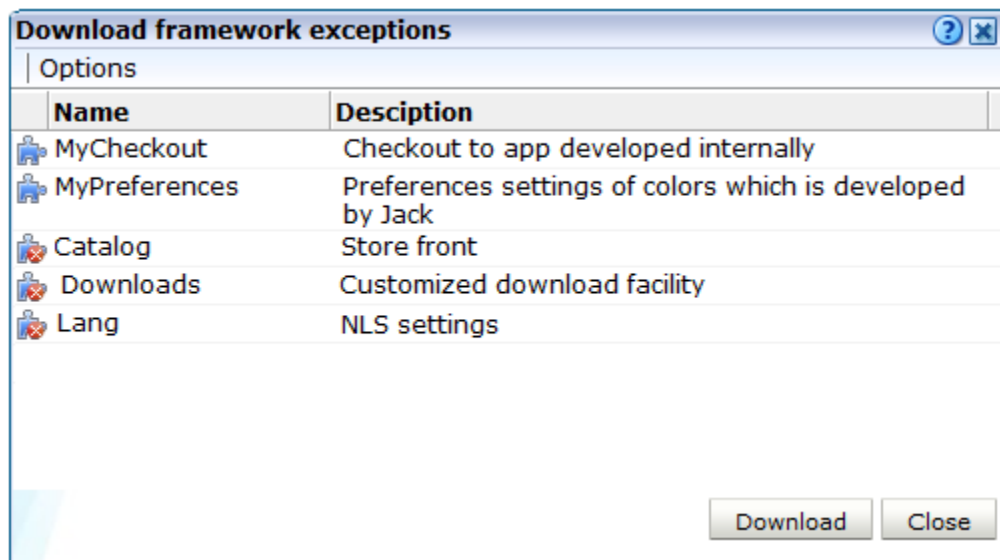 Download framework exceptions
Options
Name Desciption
MyCheckout Checkout to app developed internally
MyPreferences Preferences settings of colors which is developed
by Jack
Catalog Store front
Downloads Customized download facility
Lang NLS settings
Download Close